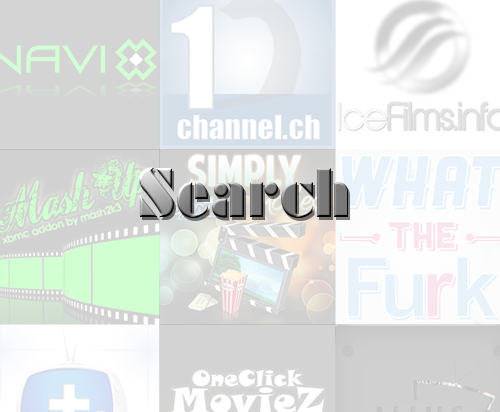 NAVI X
1
channel.ch
IceFilms.info
Mash Up
xbmc addon by mash2k3
SIMPLY
Search
WHAT
THE
Furk
OneClick
MovieZ